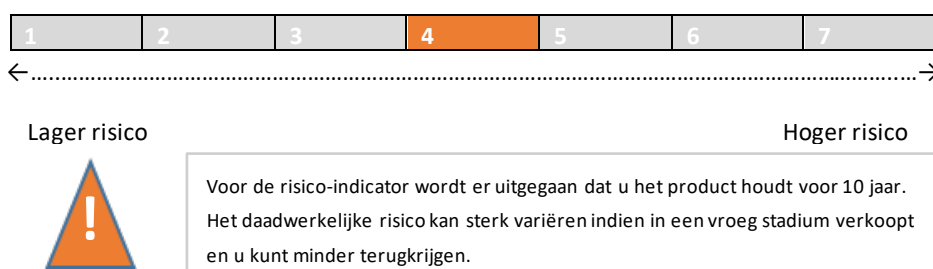 1 2 3 4 5 6 7
←……………………………………………………………………………………………………………→
Lager risico Hoger risico
!
Voor de risico-indicator wordt er uitgegaan dat u het product houdt voor 10 jaar.
Het daadwerkelijke risico kan sterk variëren indien in een vroeg stadium verkoopt
en u kunt minder terugkrijgen.